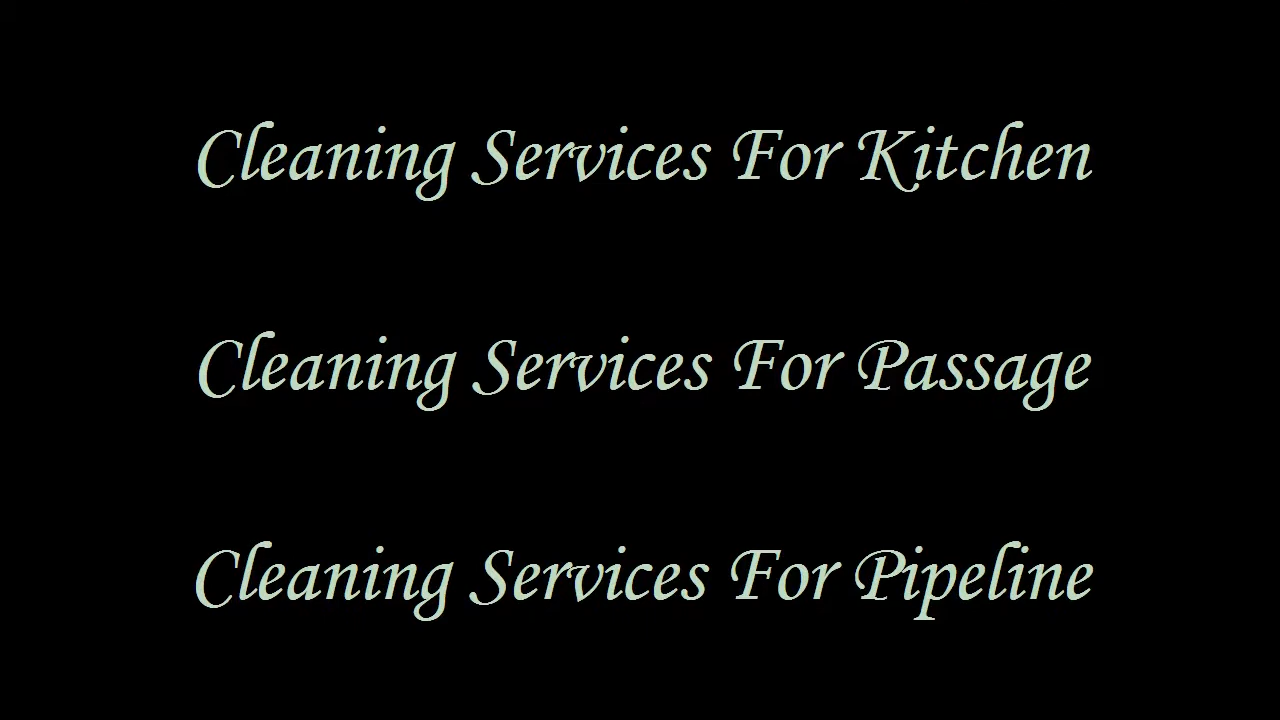 Cleaning Services For Kitchen
Cleaning Services For Passage
Cleaning Services For Pipeline